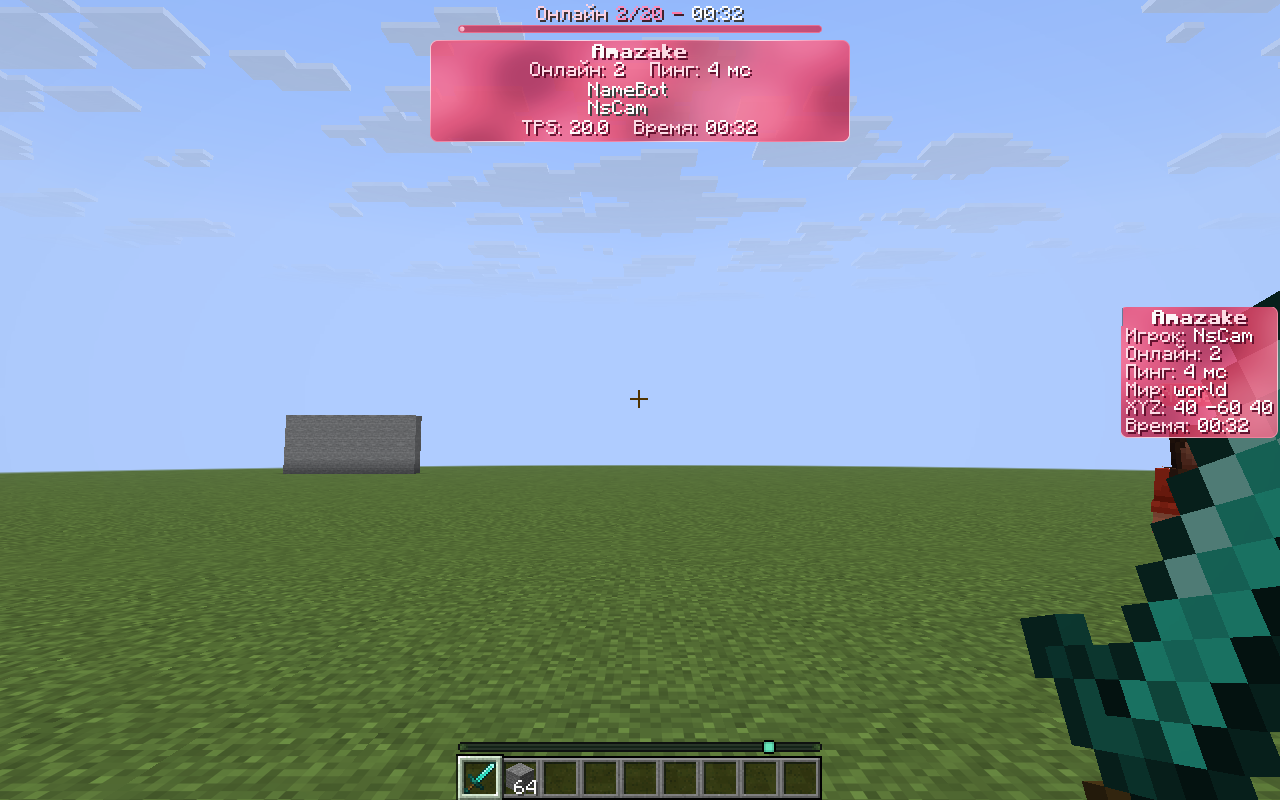 Онлайн 2/20 - 00:32
Amazake
Онлайн: 2 Пинг: 4 мс
NameBot
NsCam
TPS: 20.0 Время: 00:32
Amazake
Игрок: NsCam
Онлайн: 2
Пинг: 4 мс
Мир: world
XYZ: 40 -60 40
Время: 00:32
64